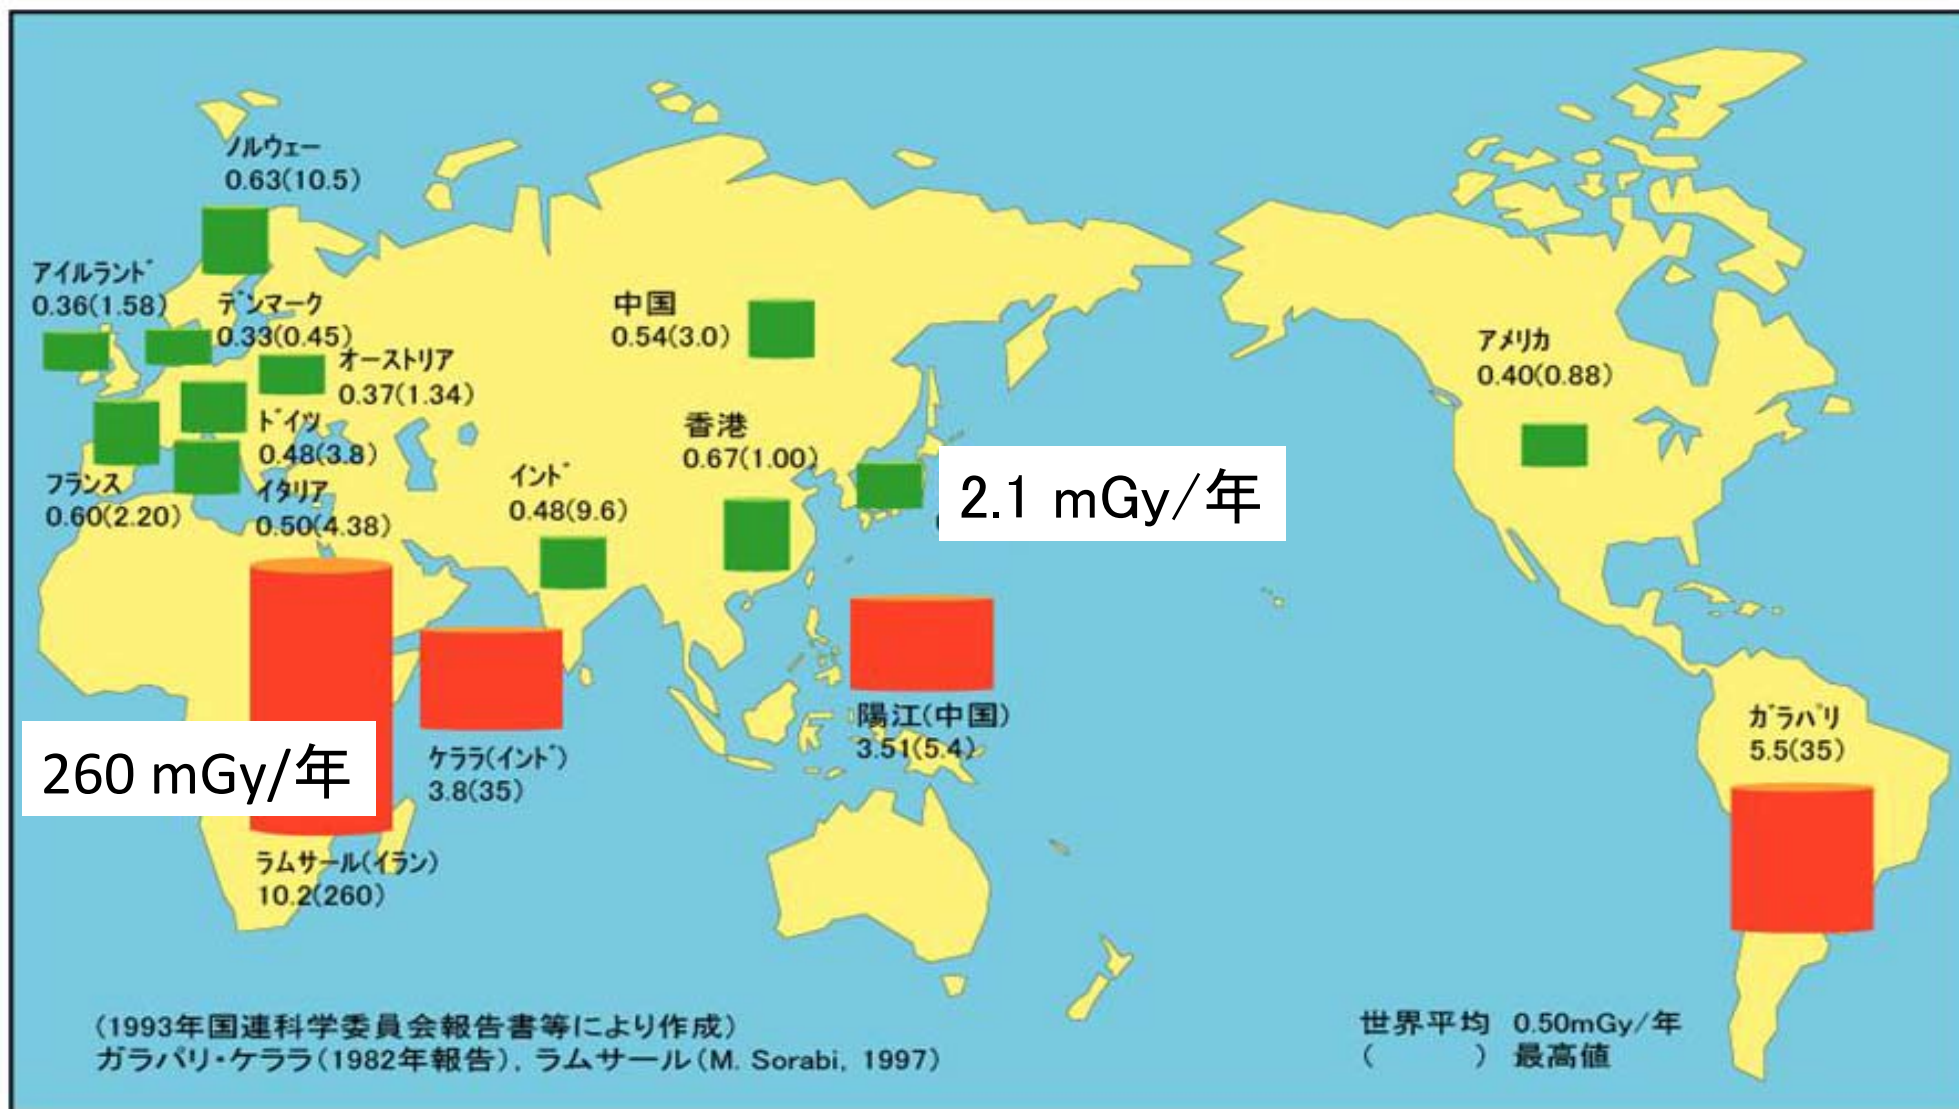 ノルウェー
0.63(10.5)
アイルランド
0.36(1.58)
デンマーク
0.33(0.45)
オーストリア
0.37(1.34)
ドイツ
0.48(3.8)
フランス
0.60(2.20)
イタリア
0.50(4.38)
中国
0.54(3.0)
香港
0.67(1.00)
インド
0.48(9.6)
2.1 mGy/年
アメリカ
0.40(0.88)
260 mGy/年
ケララ(インド)
3.8(35)
陽江(中国)
3.51(5.4)
ガラパリ
5.5(35)
ラムサール(イラン)
10.2(260)
(1993年国連科学委員会報告書等により作成)
ガラパリ・ケララ(1982年報告), ラムサール(M. Sorabi, 1997)
世界平均 0.50mGy/年
( ) 最高値